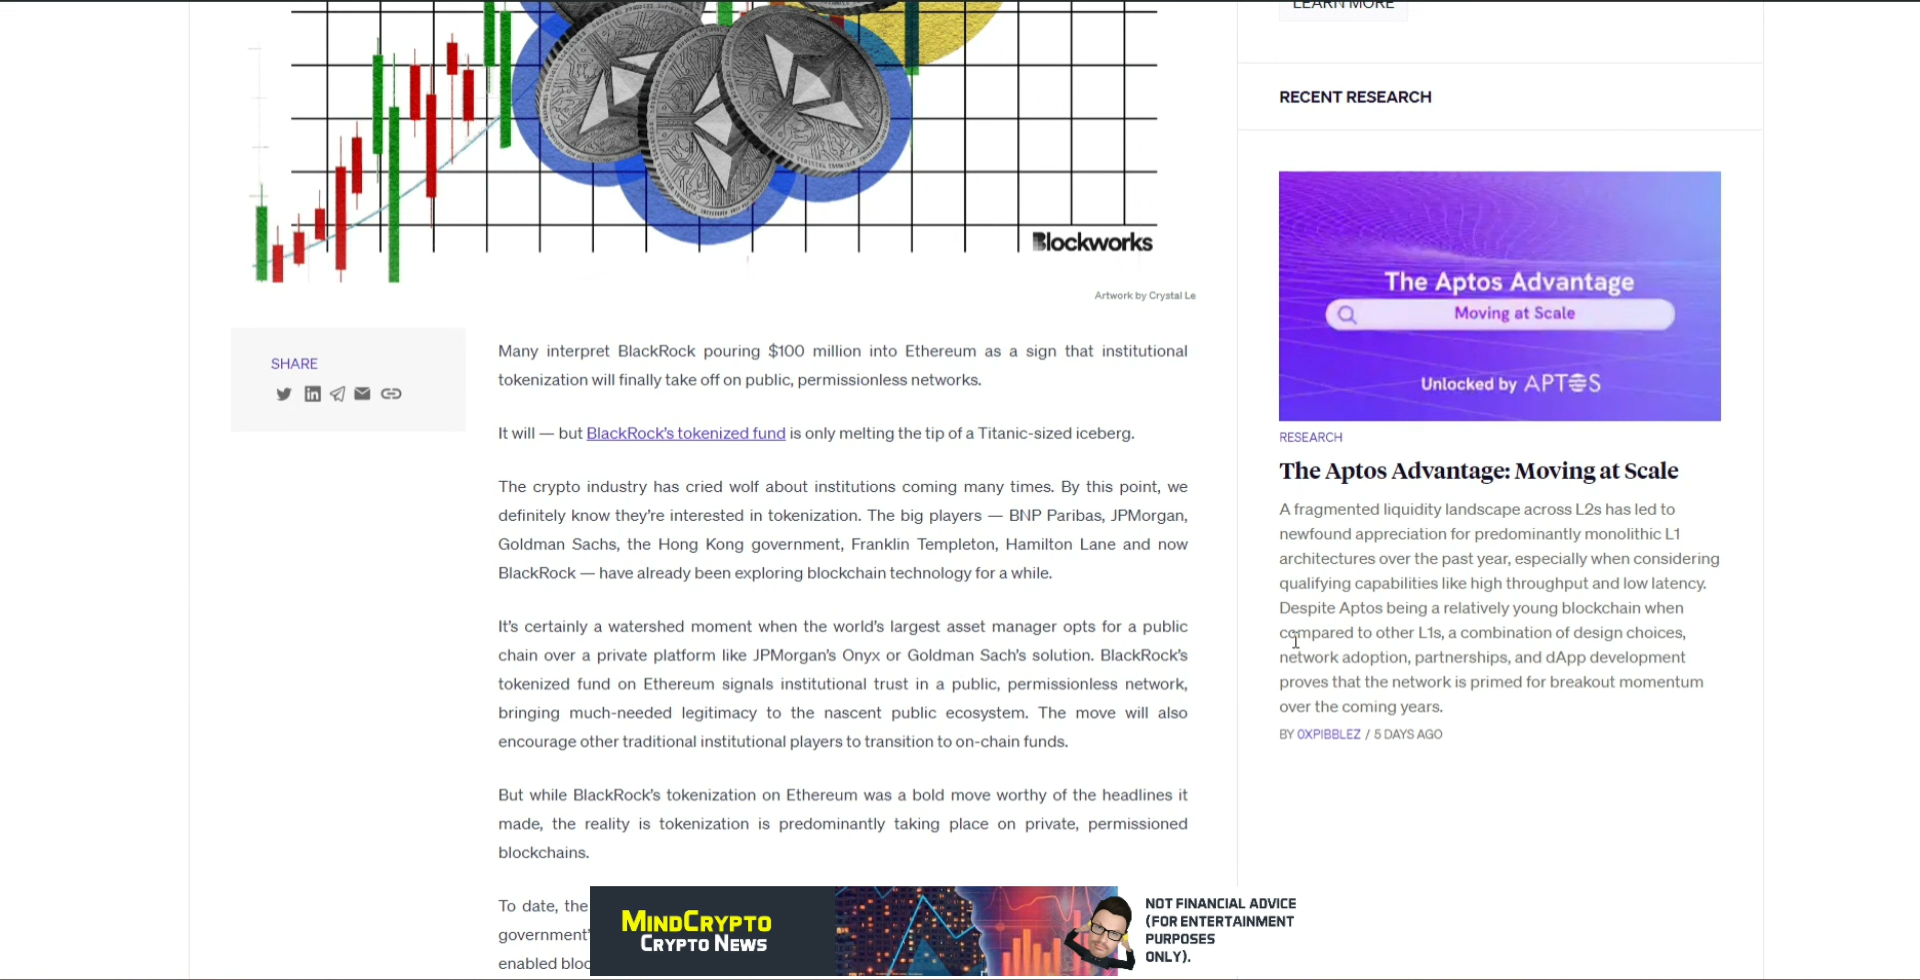 LEARN MORE
RECENT RESEARCH
Blockworks
Artwork by Crystal Le
The Aptos Advantage
Moving at Scale
Unlocked by APTOS
SHARE
Many interpret BlackRock pouring $100 million into Ethereum as a sign that institutional
tokenization will finally take off on public, permissionless networks.
It will — but BlackRock's tokenized fund is only melting the tip of a Titanic-sized iceberg.
The crypto industry has cried wolf about institutions coming many times. By this point, we
definitely know they're interested in tokenization. The big players — BNP Paribas, JPMorgan,
Goldman Sachs, the Hong Kong government, Franklin Templeton, Hamilton Lane and now
BlackRock — have already been exploring blockchain technology for a while.
It's certainly a watershed moment when the world's largest asset manager opts for a public
chain over a private platform like JPMorgan's Onyx or Goldman Sach's solution. BlackRock's
tokenized fund on Ethereum signals institutional trust in a public, permissionless network,
bringing much-needed legitimacy to the nascent public ecosystem. The move will also
encourage other traditional institutional players to transition to on-chain funds.
But while BlackRock's tokenization on Ethereum was a bold move worthy of the headlines it
made, the reality is tokenization is predominantly taking place on private, permissioned
blockchains.
To date, the
government'
enabled bloc
RESEARCH
The Aptos Advantage: Moving at Scale
A fragmented liquidity landscape across L2s has led to
newfound appreciation for predominantly monolithic L1
architectures over the past year, especially when considering
qualifying capabilities like high throughput and low latency.
Despite Aptos being a relatively young blockchain when
compared to other L1s, a combination of design choices,
network adoption, partnerships, and dApp development
proves that the network is primed for breakout momentum
over the coming years.
BY 0XPIBBLEZ / 5 DAYS AGO
MINDCRYPTO
CRYPTO NEWS
NOT FINANCIAL ADVICE
(FOR ENTERTAINMENT
PURPOSES
ONLY).